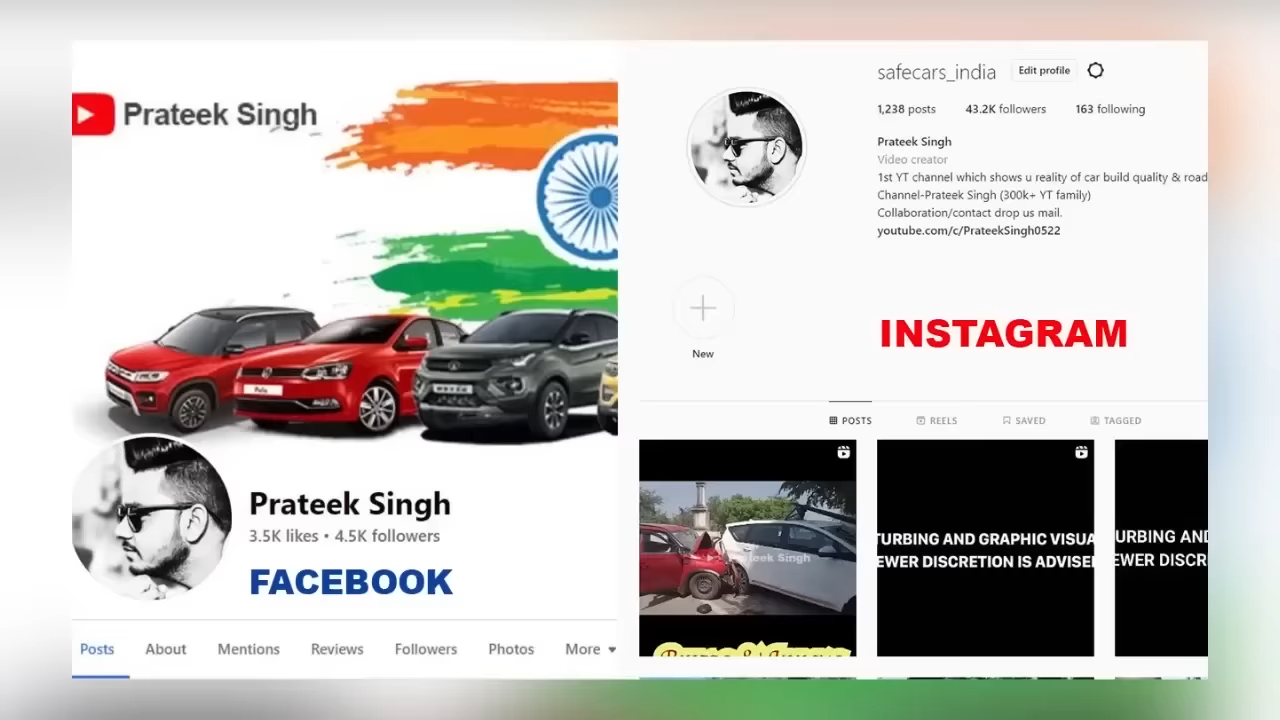 Prateek Singh
Polo
Prateek Singh
3.5K likes • 4.5K followers
FACEBOOK
Posts
About
Mentions
Reviews
Followers
Photos
More
safecars_india
Edit profile
1,238 posts
43.2K followers
163 following
Prateek Singh
Video creator
1st YT channel which shows u reality of car build quality & road
Channel-Prateek Singh (300k+ YT family)
Collaboration/contact drop us mail.
youtube.com/c/PrateekSingh0522
New
INSTAGRAM
POSTS
REELS
SAVED
TAGGED
teek Singh
TURBING AND GRAPHIC VISUA
EWER DISCRETION IS ADVISE
URBING AND
EWER DISCR